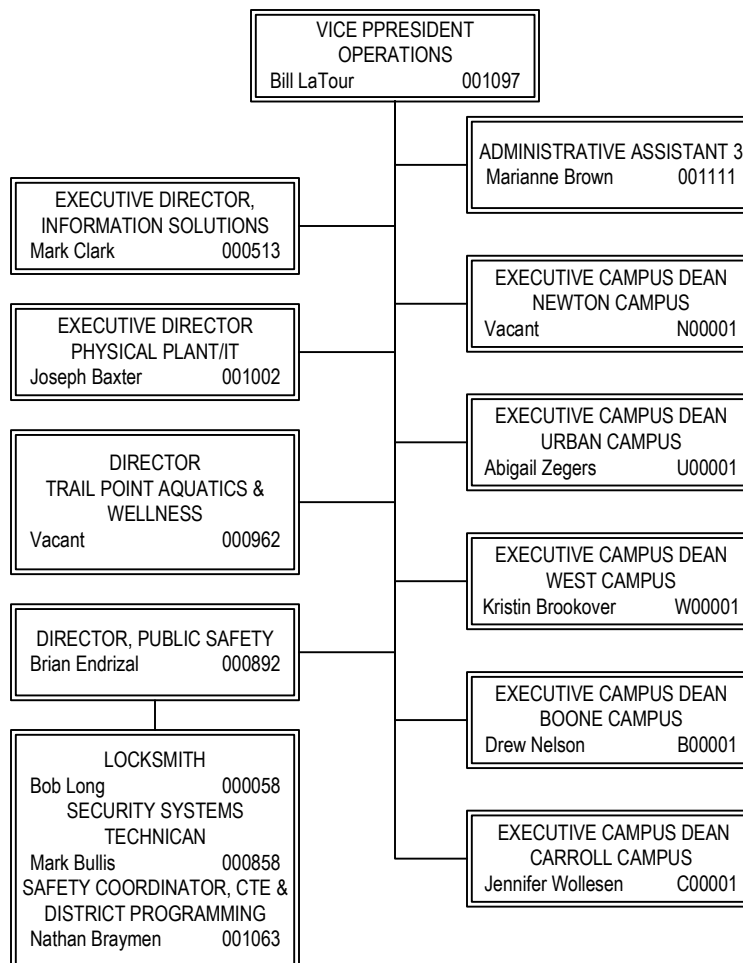 VICE PPRESIDENT
OPERATIONS
Bill LaTour 001097
ADMINISTRATIVE ASSISTANT 3
Marianne Brown 001111
EXECUTIVE DIRECTOR,
INFORMATION SOLUTIONS
Mark Clark 000513
EXECUTIVE CAMPUS DEAN
NEWTON CAMPUS
Vacant N00001
EXECUTIVE DIRECTOR
PHYSICAL PLANT/IT
Joseph Baxter 001002
EXECUTIVE CAMPUS DEAN
URBAN CAMPUS
Abigail Zegers U00001
DIRECTOR
TRAIL POINT AQUATICS &
WELLNESS
Vacant 000962
EXECUTIVE CAMPUS DEAN
WEST CAMPUS
Kristin Brookover W00001
DIRECTOR, PUBLIC SAFETY
Brian Endrizal 000892
EXECUTIVE CAMPUS DEAN
BOONE CAMPUS
Drew Nelson B00001
LOCKSMITH
Bob Long 000058
SECURITY SYSTEMS
TECHNICAN
Mark Bullis 000858
SAFETY COORDINATOR, CTE &
DISTRICT PROGRAMMING
Nathan Braymen 001063
EXECUTIVE CAMPUS DEAN
CARROLL CAMPUS
Jennifer Wollesen C00001